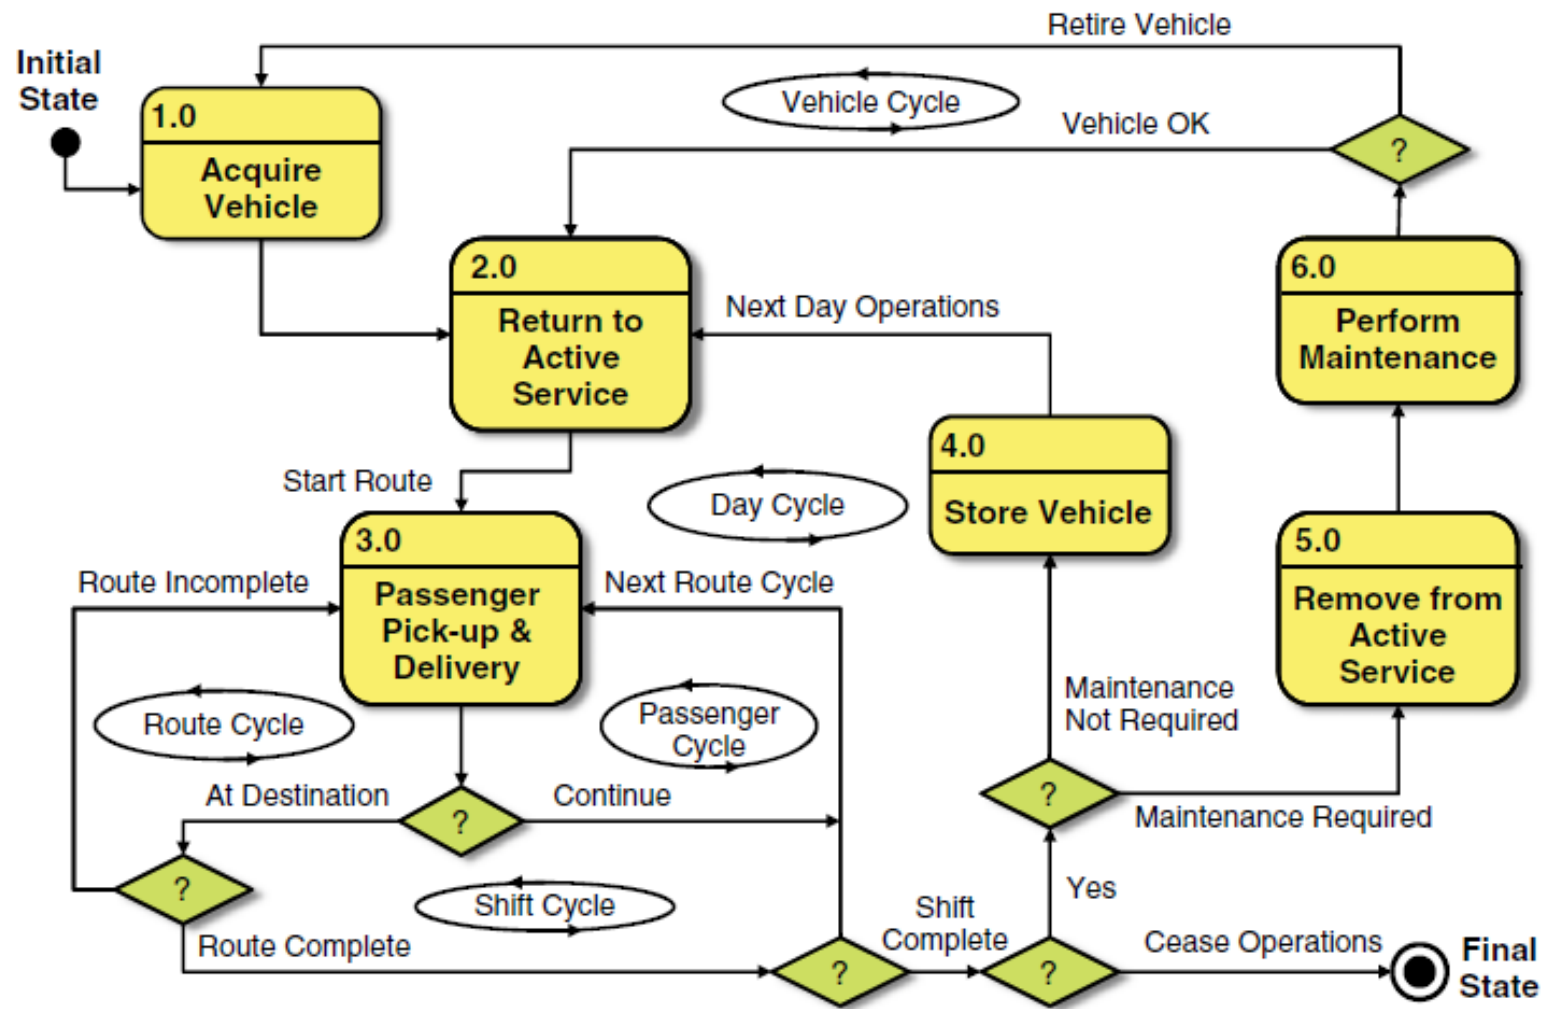 Retire Vehicle
Initial
State
1.0
Acquire
Vehicle
Vehicle Cycle
Vehicle OK
?
2.0
Return to
Active
Service
Next Day Operations
6.0
Perform
Maintenance
Start Route
Day Cycle
4.0
Store Vehicle
3.0
Passenger
Pick-up &
Delivery
Route Incomplete
Next Route Cycle
5.0
Remove from
Active
Service
Route Cycle
Passenger
Cycle
Maintenance
Not Required
At Destination
?
Continue
?
Maintenance Required
?
Shift Cycle
Yes
Route Complete
?
Shift
Complete
?
Cease Operations
Final
State